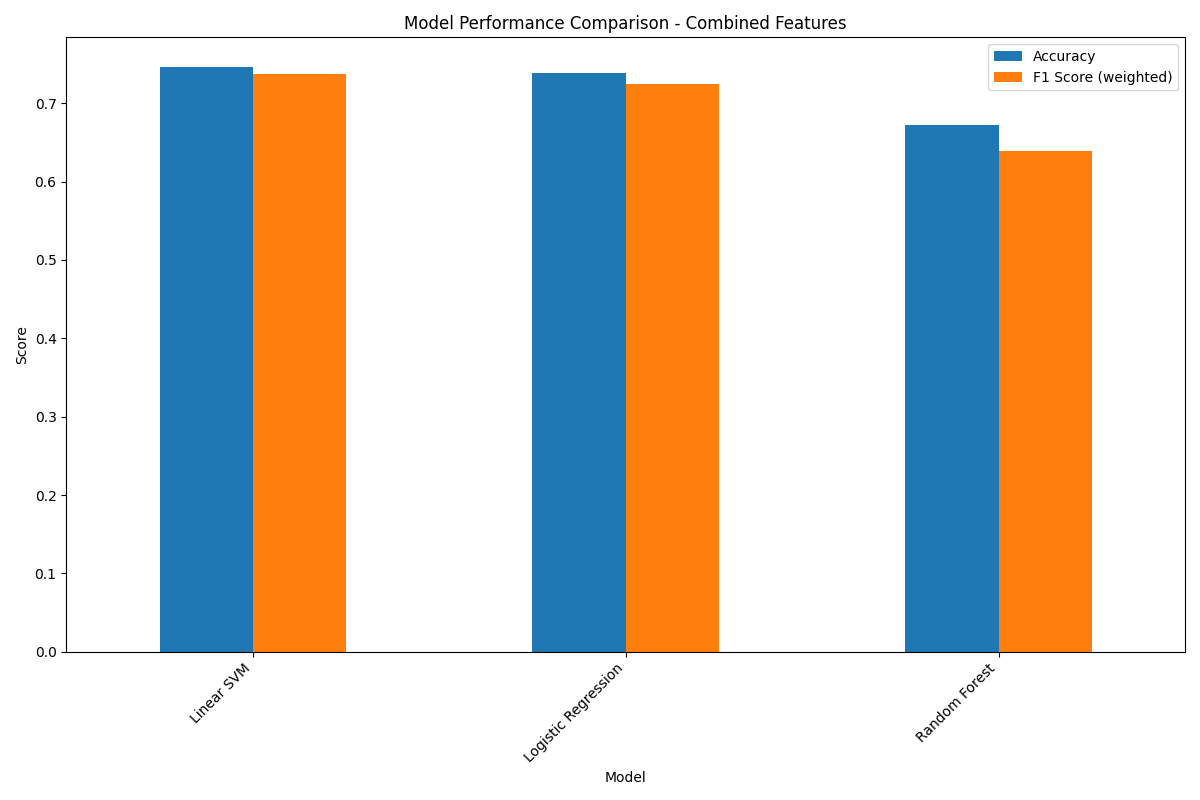 Model Performance Comparison - Combined Features
Accuracy
F1 Score (weighted)
Score
0.7
0.6
0.5
0.4
0.3
0.2
0.1
0.0
Linear SVM
Logistic Regression
Random Forest
Model